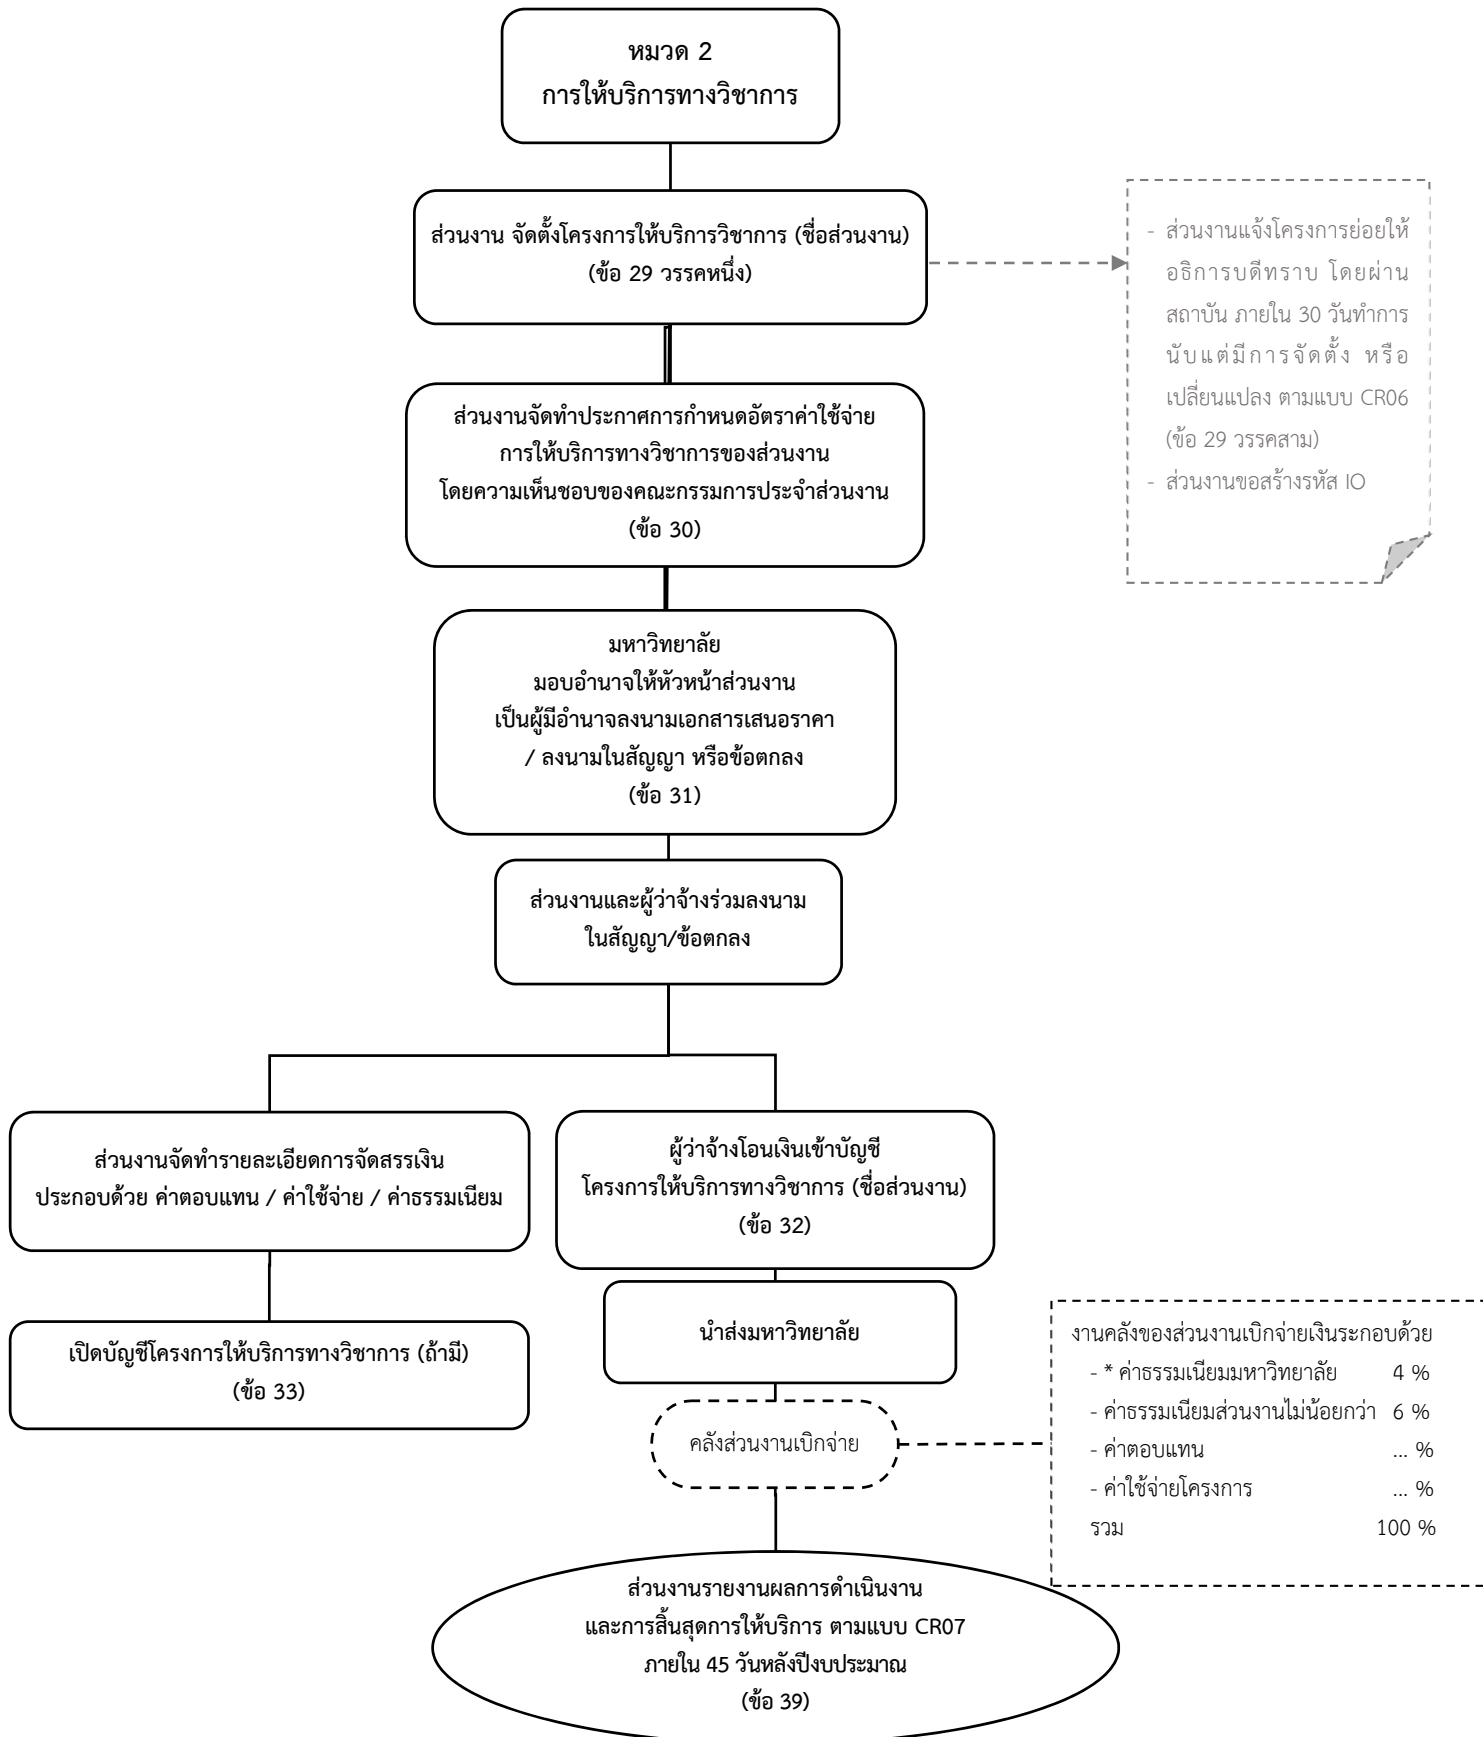 หมวด 2
การให้บริการทางวิชาการ
ส่วนงาน จัดตั้งโครงการให้บริการวิชาการ (ชื่อส่วนงาน)
(ข้อ 29 วรรคหนึ่ง)
- ส่วนงานแจ้งโครงการย่อยให้
อธิการบดีทราบ โดยผ่าน
สถาบัน ภายใน 30 วันทำการ
นับแต่มีการจัดตั้ง หรือ
เปลี่ยนแปลง ตามแบบ CR06
(ข้อ 29 วรรคสาม)
- ส่วนงานขอสร้างรหัส IO
ส่วนงานจัดทำประกาศการกำหนดอัตราค่าใช้จ่าย
การให้บริการทางวิชาการของส่วนงาน
โดยความเห็นชอบของคณะกรรมการประจำส่วนงาน
(ข้อ 30)
มหาวิทยาลัย
มอบอำนาจให้หัวหน้าส่วนงาน
เป็นผู้มีอำนาจลงนามเอกสารเสนอราคา
/ ลงนามในสัญญา หรือข้อตกลง
(ข้อ 31)
ส่วนงานและผู้ว่าจ้างร่วมลงนาม
ในสัญญา/ข้อตกลง
ส่วนงานจัดทำรายละเอียดการจัดสรรเงิน
ประกอบด้วย ค่าตอบแทน / ค่าใช้จ่าย / ค่าธรรมเนียม
เปิดบัญชีโครงการให้บริการทางวิชาการ (ถ้ามี)
(ข้อ 33)
ผู้ว่าจ้างโอนเงินเข้าบัญชี
โครงการให้บริการทางวิชาการ (ชื่อส่วนงาน)
(ข้อ 32)
นำส่งมหาวิทยาลัย
คลังส่วนงานเบิกจ่าย
งานคลังของส่วนงานเบิกจ่ายเงินระกอบด้วย
- * ค่าธรรมเนียมมหาวิทยาลัย 4 %
- ค่าธรรมเนียมส่วนงานไม่น้อยกว่า 6 %
- ค่าตอบแทน ... %
- ค่าใช้จ่ายโครงการ ... %
รวม 100 %
ส่วนงานรายงานผลการดำเนินงาน
และการสิ้นสุดการให้บริการ ตามแบบ CR07
ภายใน 45 วันหลังปีงบประมาณ
(ข้อ 39)